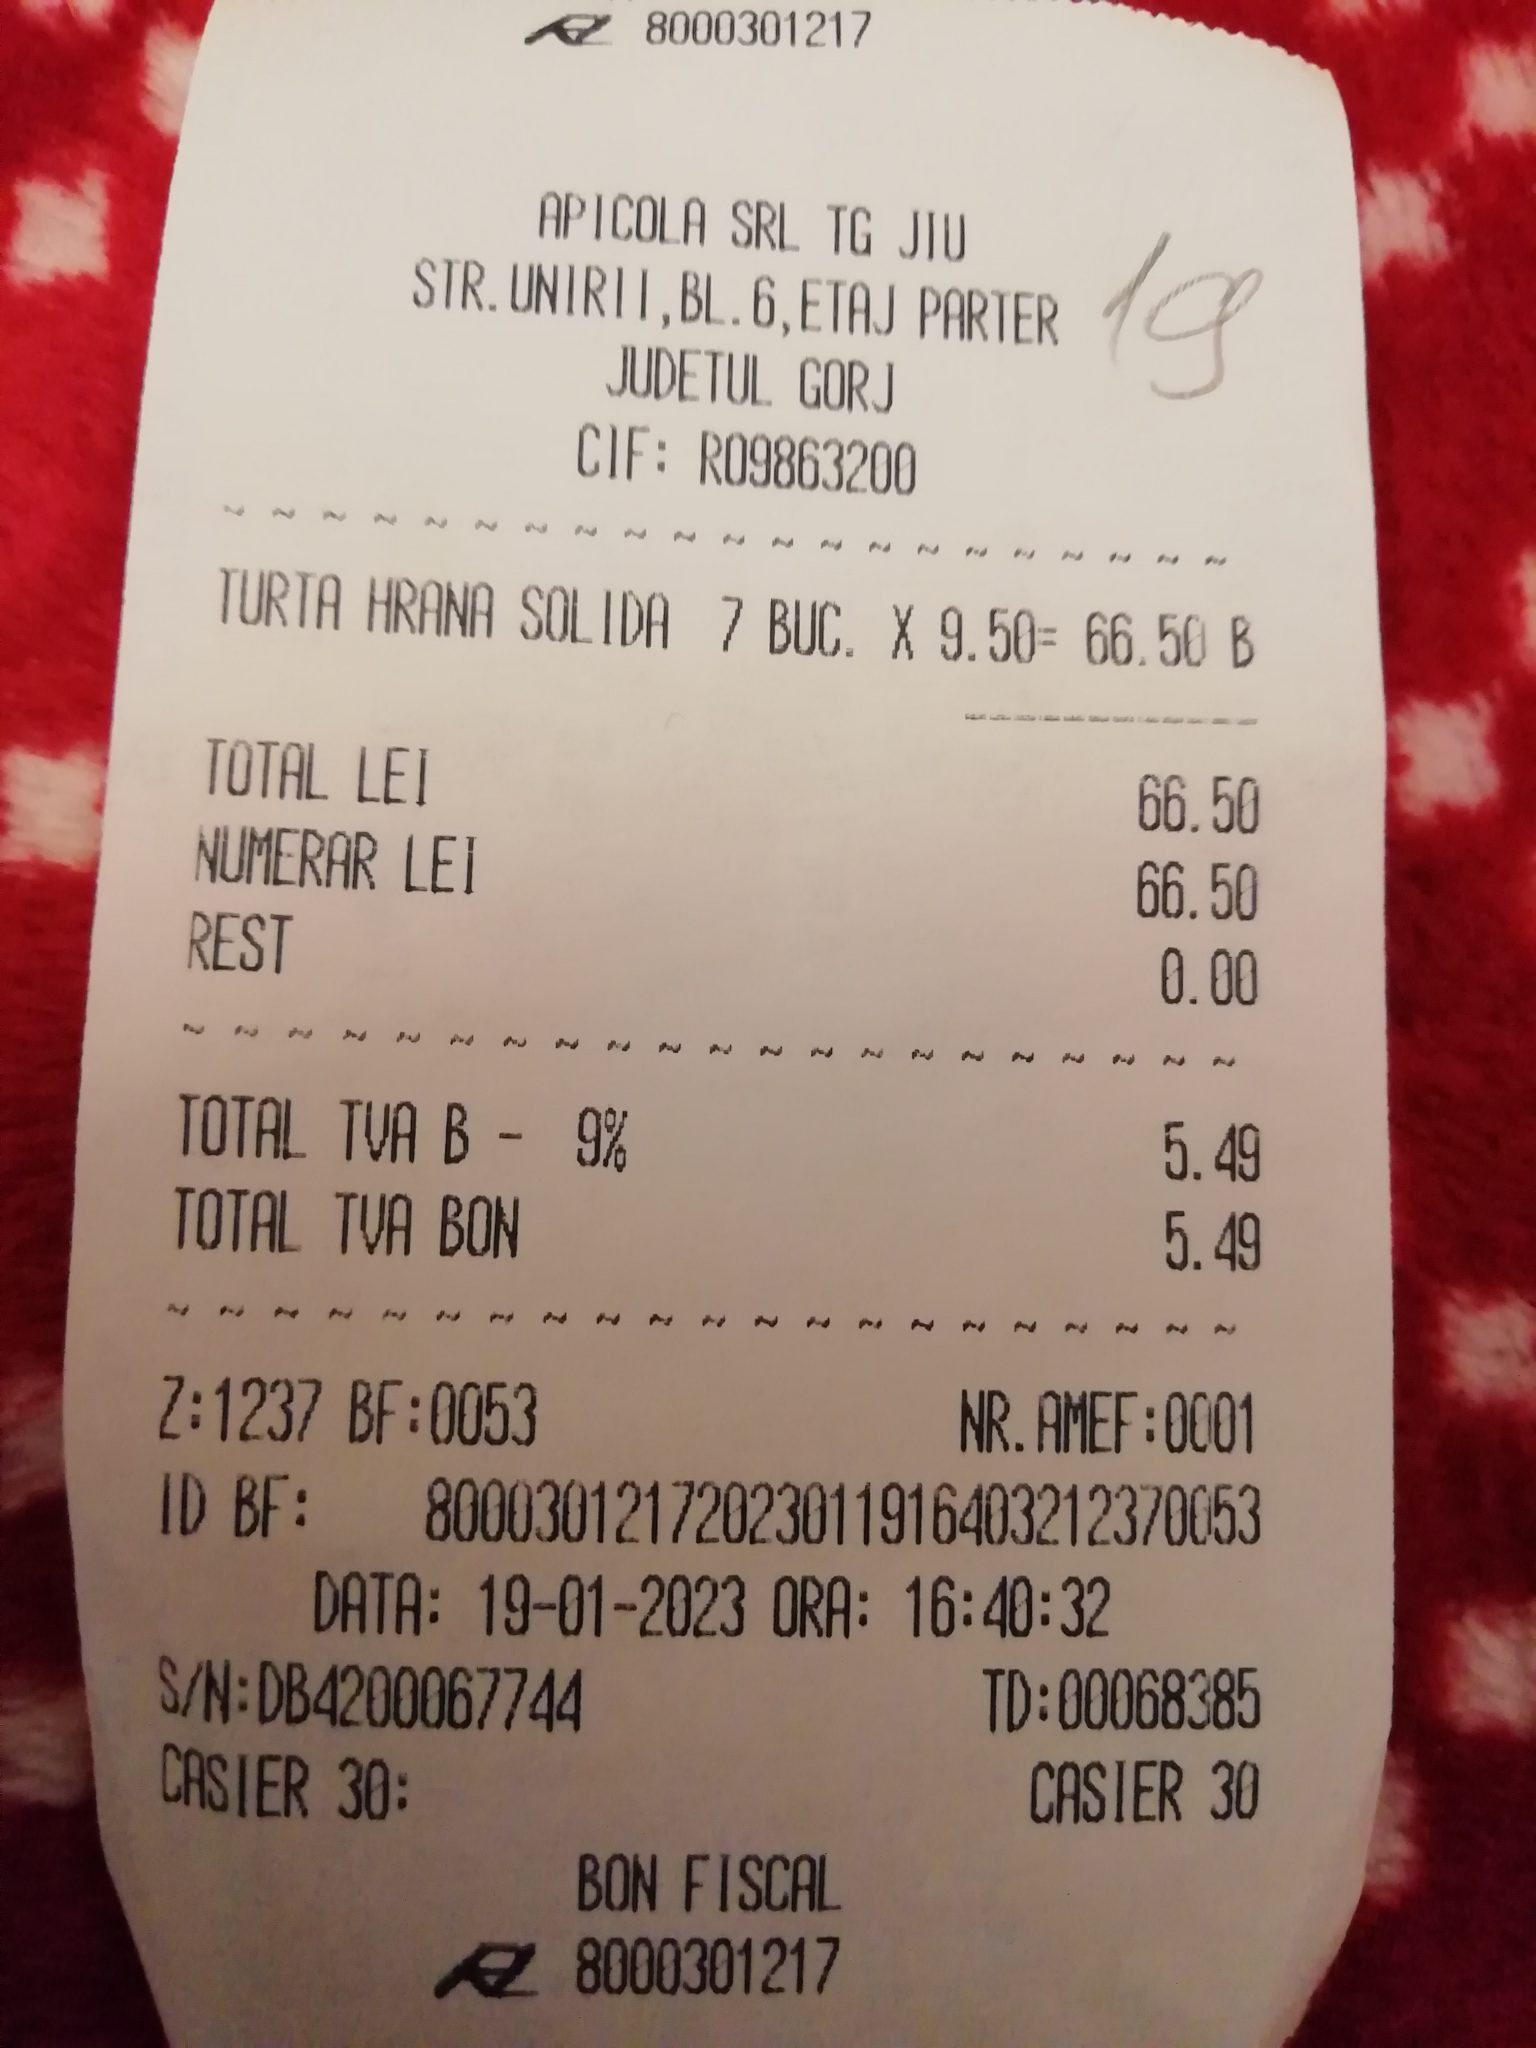 8000301217
APICOLA SRL TG JIU
STR.UNIRII,BL.6,ETAJ PARTER
19
JUDETUL GORJ
CIF: RO9863200
~ ~ ~ ~ ~ ~ ~ ~ ~ ~ ~ ~ ~ ~ ~ ~ ~ ~ ~ ~ ~
TURTA HRANA SOLIDA 7 BUC. X 9.50= 66.50 B
------------
TOTAL LEI 66.50
NUMERAR LEI 66.50
REST 0.00
~ ~ ~ ~ ~ ~ ~ ~ ~ ~ ~ ~ ~ ~ ~ ~ ~ ~ ~ ~ ~
TOTAL TVA B - 9% 5.49
TOTAL TVA BON 5.49
~ ~ ~ ~ ~ ~ ~ ~ ~ ~ ~ ~ ~ ~ ~ ~ ~ ~ ~ ~ ~
Z:1237 BF:0053 NR.AMEF:0001
ID BF: 80003012172023011916403212370053
DATA: 19-01-2023 ORA: 16:40:32
S/N:DB4200067744 TD:00068385
CASIER 30: CASIER 30
BON FISCAL
8000301217